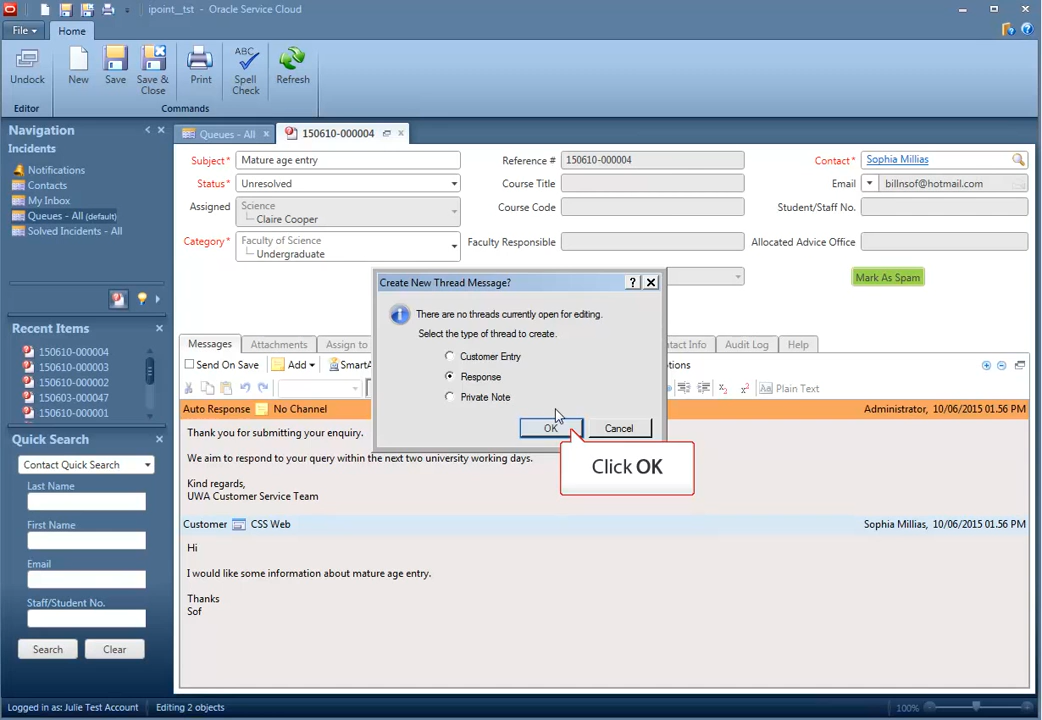 ipoint__tst - Oracle Service Cloud
File
Home
Undock
New
Save
Save & Close
Print
ABC
Spell Check
Refresh
Editor
Commands
Navigation
Incidents
Notifications
Contacts
My Inbox
Queues - All (default)
Solved Incidents - All
Recent Items
150610-000004
150610-000003
150610-000002
150603-000047
150610-000001
Quick Search
Contact Quick Search
Last Name
First Name
Email
Staff/Student No.
Search
Clear
Queues - All
150610-000004
Subject* Mature age entry
Reference # 150610-000004
Contact* Sophia Millias
Status* Unresolved
Course Title
Email billnsof@hotmail.com
Assigned Science
Claire Cooper
Course Code
Student/Staff No.
Category* Faculty of Science
Undergraduate
Faculty Responsible
Allocated Advice Office
Mark As Spam
Create New Thread Message?
There are no threads currently open for editing.
Select the type of thread to create.
Customer Entry
Response
Private Note
OK
Cancel
Click OK
Messages
Attachments
Assign to
tact Info
Audit Log
Help
Send On Save
Add
SmartA
tions
Plain Text
Auto Response No Channel
Administrator, 10/06/2015 01.56 PM
Thank you for submitting your enquiry.
We aim to respond to your query within the next two university working days.
Kind regards,
UWA Customer Service Team
Customer CSS Web
Sophia Millias, 10/06/2015 01.56 PM
Hi
I would like some information about mature age entry.
Thanks
Sof
Logged in as: Julie Test Account
Editing 2 objects
100%